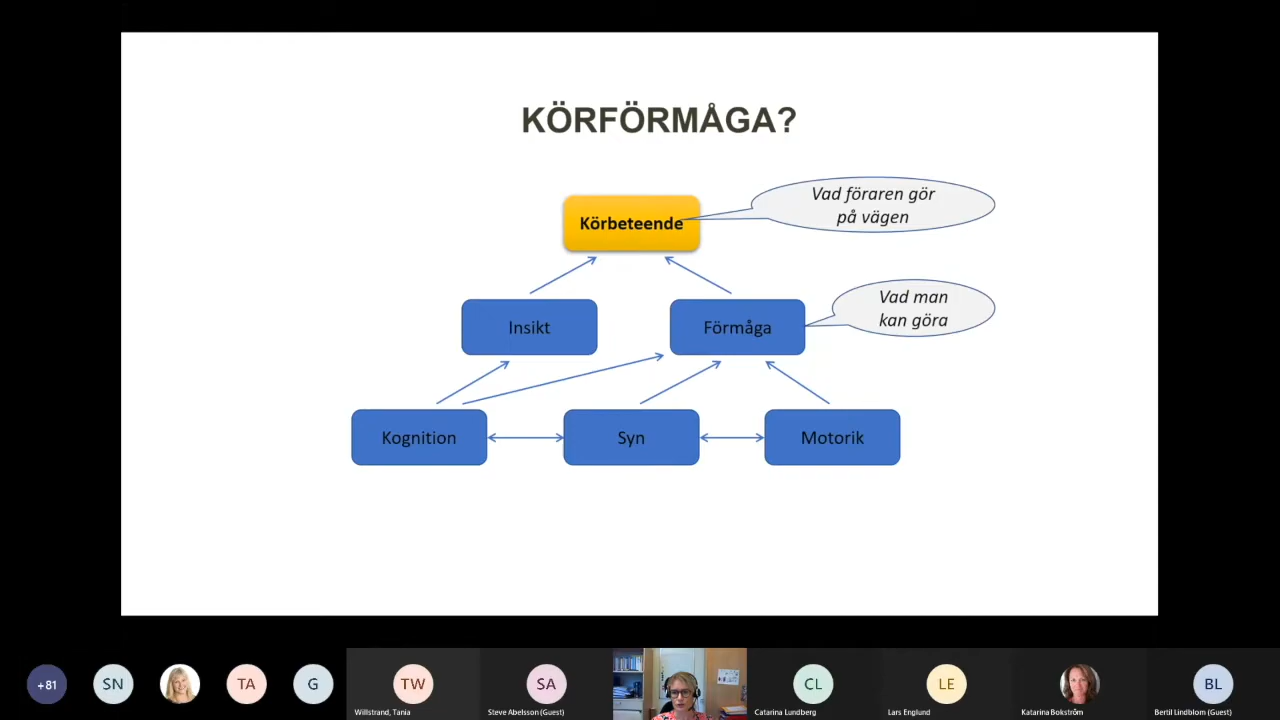 KÖRFÖRMÅGA?
Vad föraren gör
på vägen
Körbeteende
Vad man
kan göra
Insikt
Förmåga
Kognition
Syn
Motorik
+81
SN
TA
G
TW
SA
CL
LE
BL
Willstrand, Tania
Steve Abelsson (Guest)
Catarina Lundberg
Lars Englund
Katarina Bokström
Bertil Lindblom (Guest)